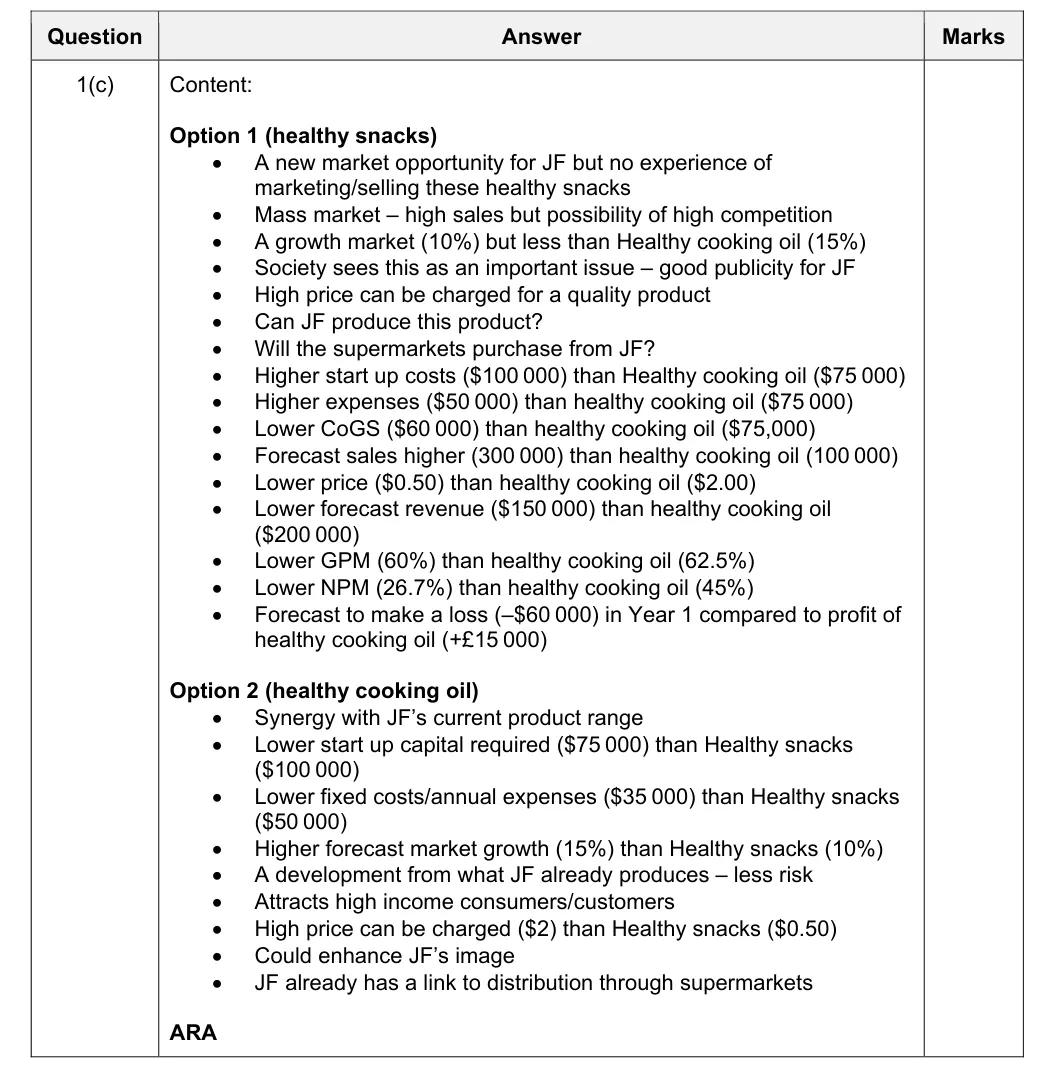 Question Answer Marks
1(c) Content:
Option 1 (healthy snacks)
• A new market opportunity for JF but no experience of
marketing/selling these healthy snacks
• Mass market – high sales but possibility of high competition
• A growth market (10%) but less than Healthy cooking oil (15%)
• Society sees this as an important issue – good publicity for JF
• High price can be charged for a quality product
• Can JF produce this product?
• Will the supermarkets purchase from JF?
• Higher start up costs ($100 000) than Healthy cooking oil ($75 000)
• Higher expenses ($50 000) than healthy cooking oil ($75 000)
• Lower CoGS ($60 000) than healthy cooking oil ($75,000)
• Forecast sales higher (300 000) than healthy cooking oil (100 000)
• Lower price ($0.50) than healthy cooking oil ($2.00)
• Lower forecast revenue ($150 000) than healthy cooking oil
($200 000)
• Lower GPM (60%) than healthy cooking oil (62.5%)
• Lower NPM (26.7%) than healthy cooking oil (45%)
• Forecast to make a loss (–$60 000) in Year 1 compared to profit of
healthy cooking oil (+£15 000)
Option 2 (healthy cooking oil)
• Synergy with JF’s current product range
• Lower start up capital required ($75 000) than Healthy snacks
($100 000)
• Lower fixed costs/annual expenses ($35 000) than Healthy snacks
($50 000)
• Higher forecast market growth (15%) than Healthy snacks (10%)
• A development from what JF already produces – less risk
• Attracts high income consumers/customers
• High price can be charged ($2) than Healthy snacks ($0.50)
• Could enhance JF’s image
• JF already has a link to distribution through supermarkets
ARA